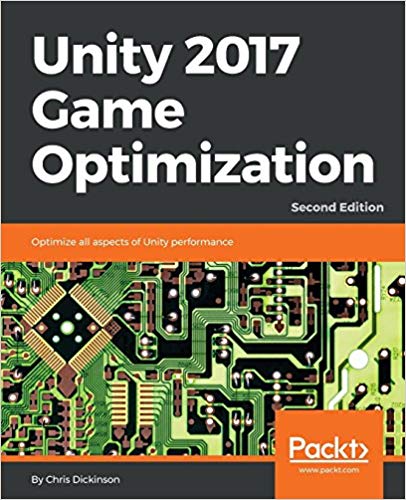 Unity 2017
Game
Optimization
Second Edition
Optimize all aspects of Unity performance
By Chris Dickinson
Packt>
www.packt.com